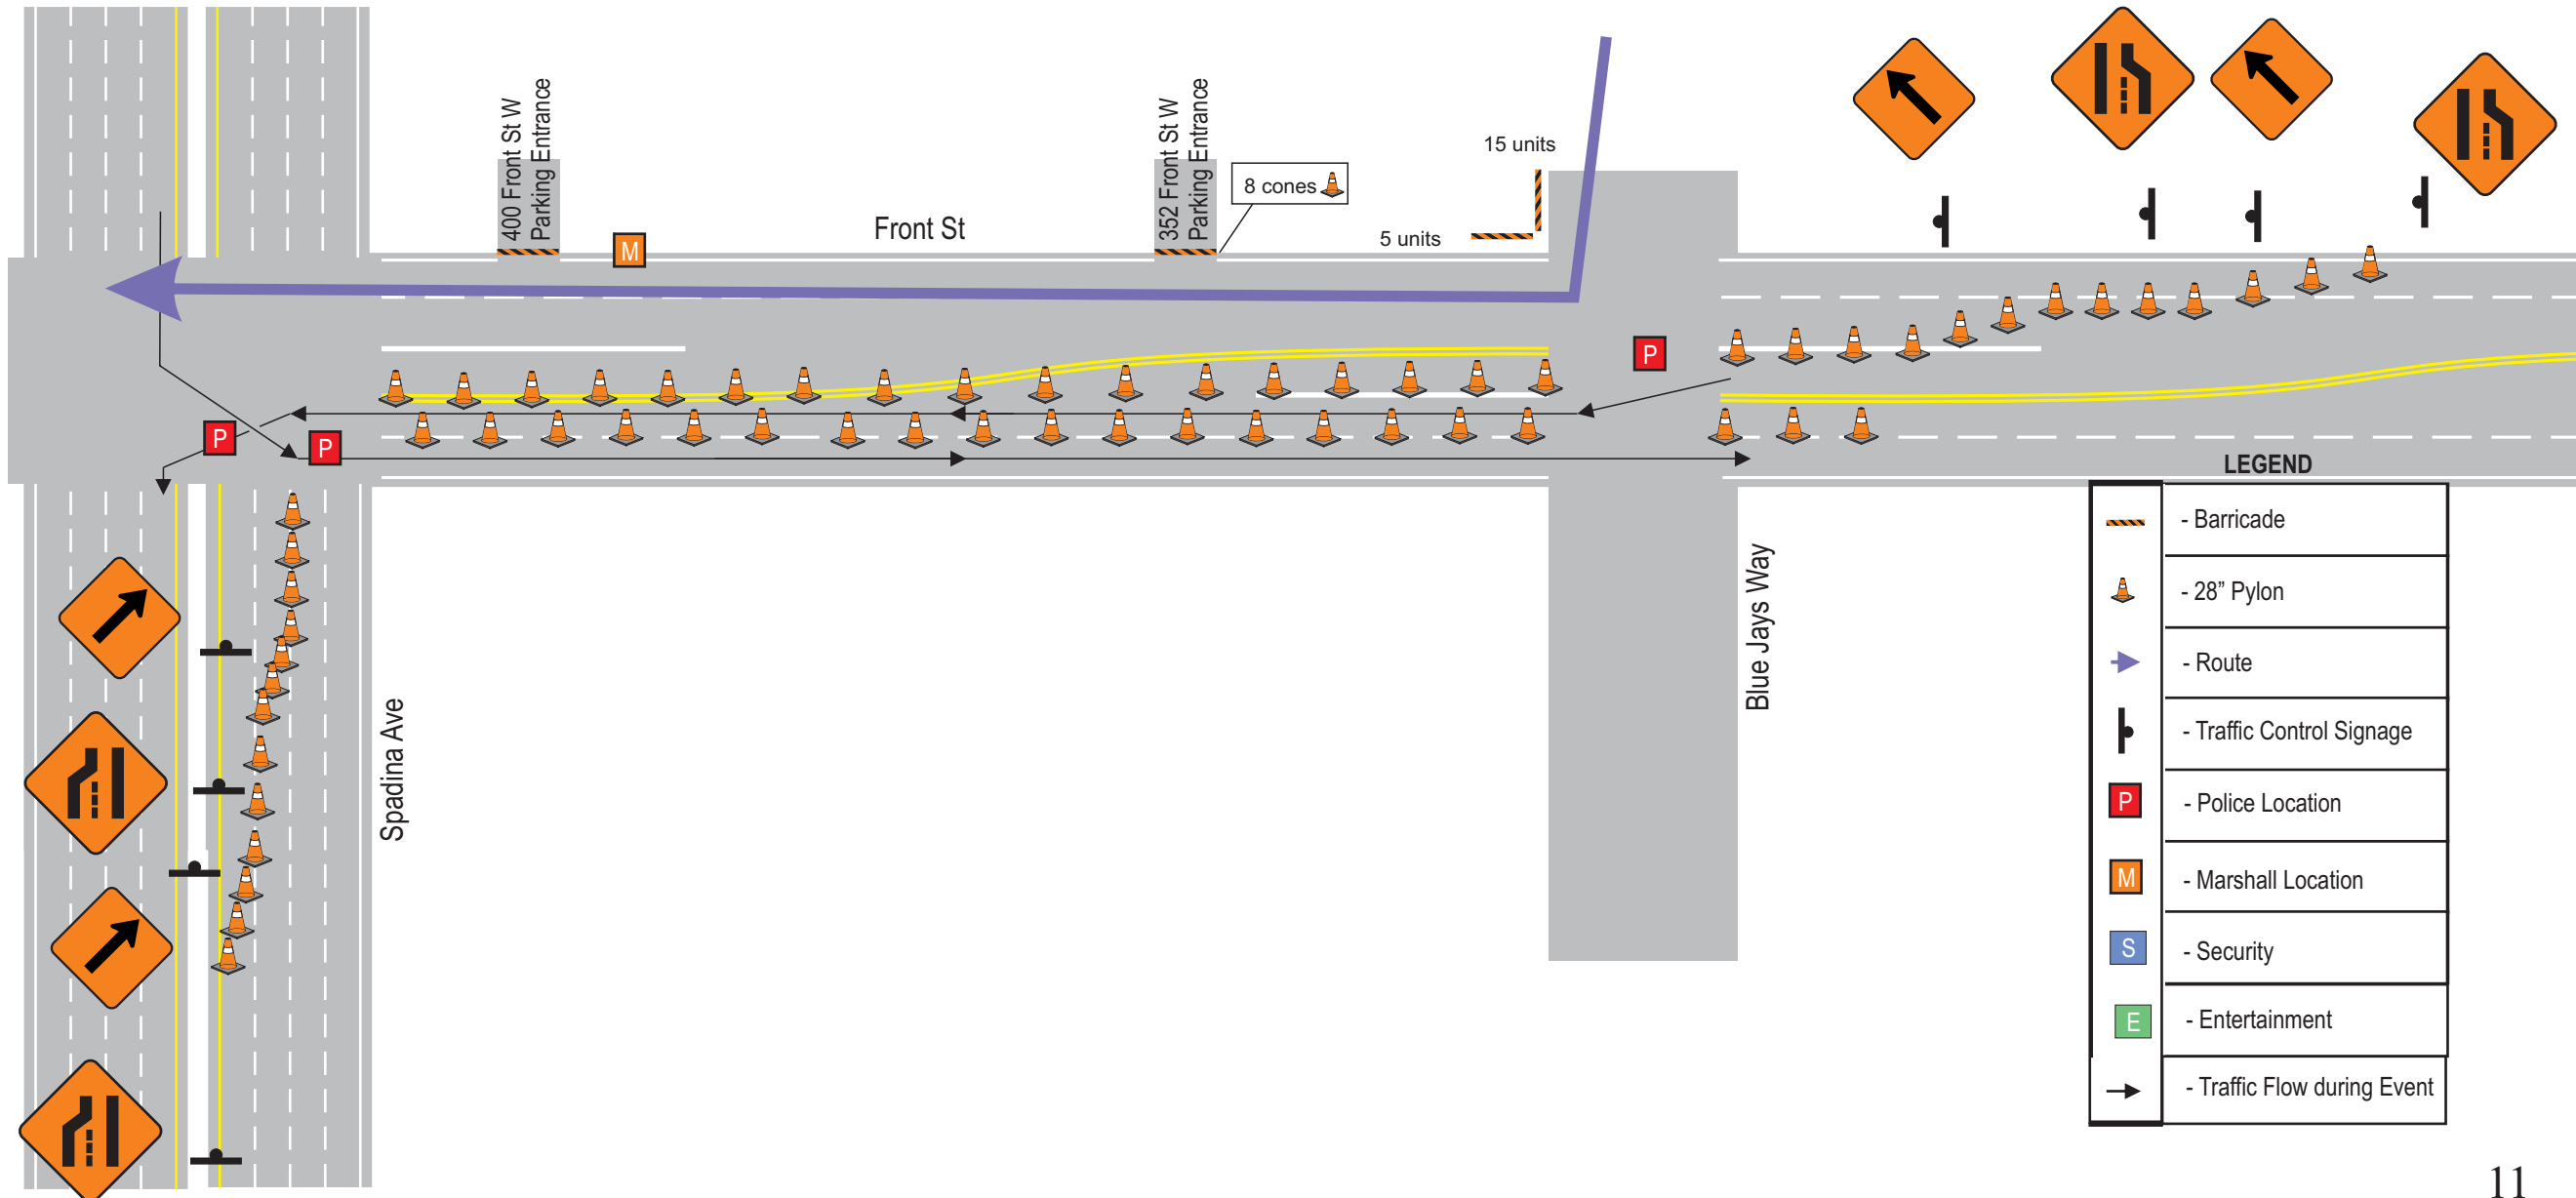 400 Front St W
Parking Entrance
M
Front St
352 Front St W
Parking Entrance
8 cones
15 units
5 units
P
P
P
Spadina Ave
Blue Jays Way
LEGEND
- Barricade
- 28” Pylon
- Route
- Traffic Control Signage
P - Police Location
M - Marshall Location
S - Security
E - Entertainment
- Traffic Flow during Event
11